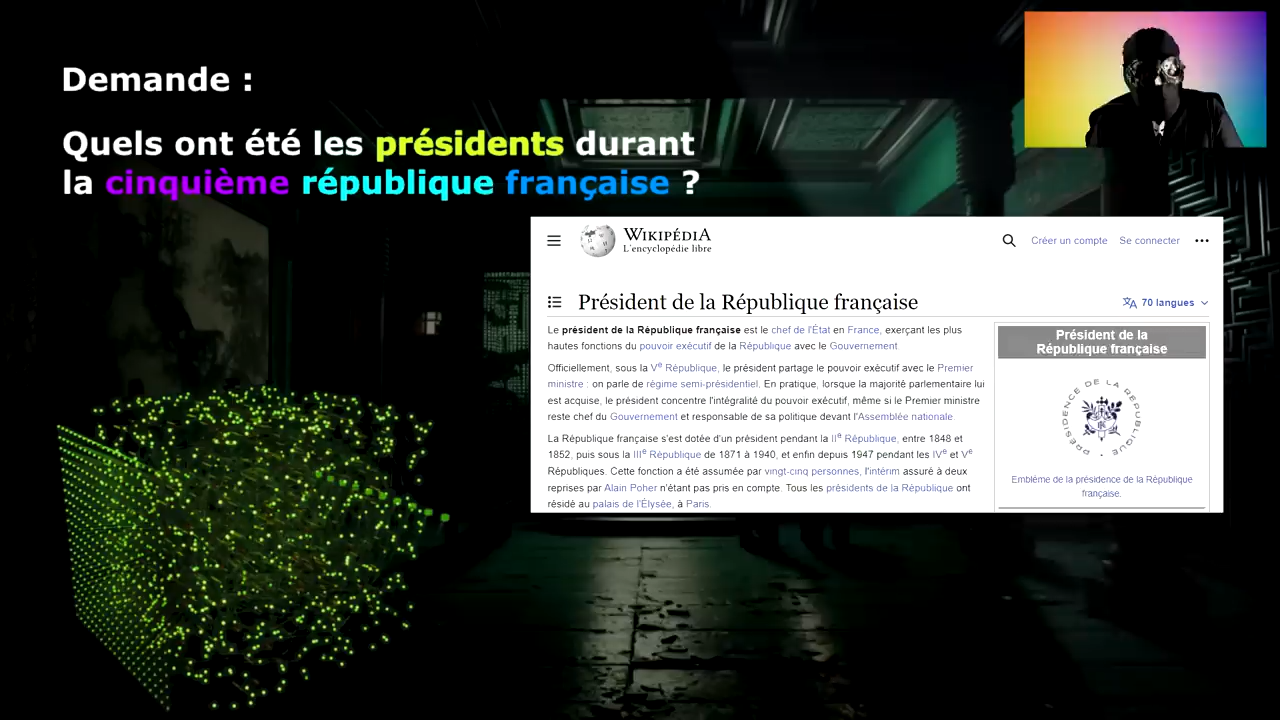 Demande :
Quels ont été les présidents durant
la cinquième république française ?
WIKIPÉDIA
L'encyclopédie libre
Créer un compte
Se connecter
Président de la République française
70 langues
Le président de la République française est le chef de l'État en France, exerçant les plus
hautes fonctions du pouvoir exécutif de la République avec le Gouvernement
Officiellement, sous la Ve République, le président partage le pouvoir exécutif avec le Premier
ministre : on parle de régime semi-présidentiel. En pratique, lorsque la majorité parlementaire lui
est acquise, le président concentre l'intégralité du pouvoir exécutif, même si le Premier ministre
reste chef du Gouvernement et responsable de sa politique devant l'Assemblée nationale.
La République française s'est dotée d'un président pendant la IIe République, entre 1848 et
1852, puis sous la IIIe République de 1871 à 1940, et enfin depuis 1947 pendant les IVe et Ve
Républiques. Cette fonction a été assumée par vingt-cinq personnes, l'intérim assuré à deux
reprises par Alain Poher n'étant pas pris en compte. Tous les présidents de la République ont
résidé au palais de l'Élysée, à Paris.
Président de la
République française
PRÉSIDENCE DE LA RÉPUBLIQUE
Emblème de la présidence de la République
française.